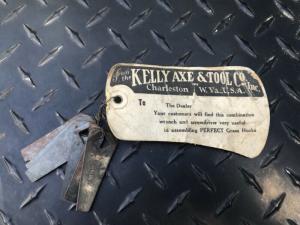 from
the KELLY AXE & TOOL CO. Inc.
Charleston W. Va. U.S.A.
To The Dealer
Your customers will find this combination
wrench and screwdriver very useful
in assembling PERFECT Grass Hooks